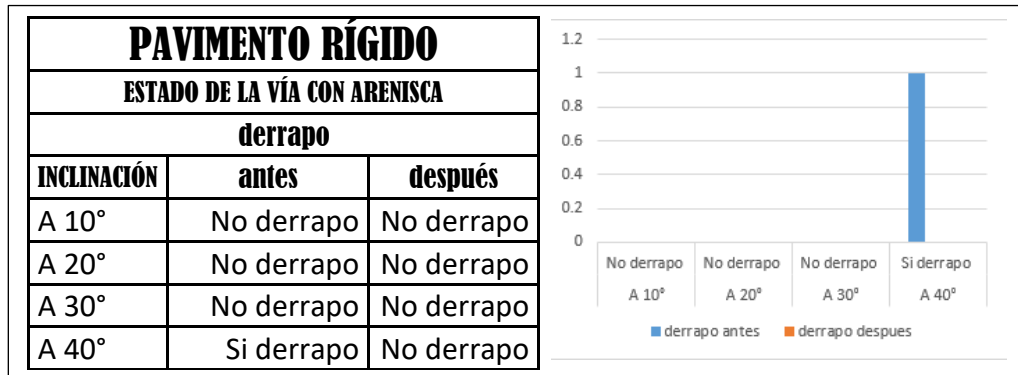 PAVIMENTO RÍGIDO
ESTADO DE LA VÍA CON ARENISCA
derrapo
INCLINACIÓN antes después
A 10° No derrapo No derrapo
A 20° No derrapo No derrapo
A 30° No derrapo No derrapo
A 40° Si derrapo No derrapo
1.2
1
0.8
0.6
0.4
0.2
0
No derrapo No derrapo No derrapo Si derrapo
A 10° A 20° A 30° A 40°
derrapo antes derrapo despues